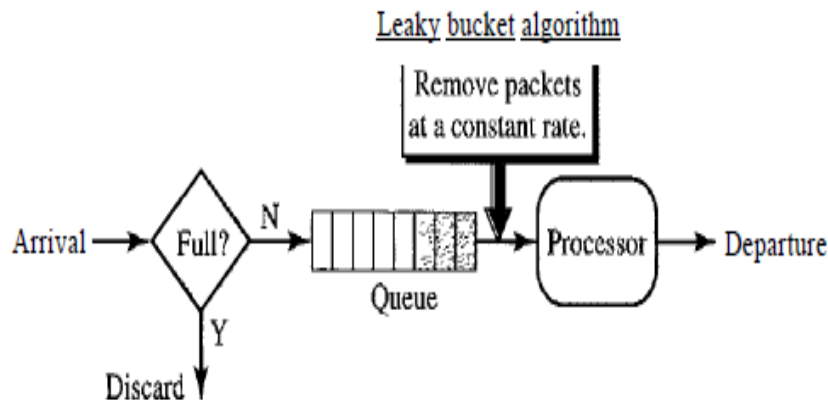 Leaky bucket algorithm
Remove packets
at a constant rate.
Arrival
Full?
N
Queue
Processor
Departure
Y
Discard